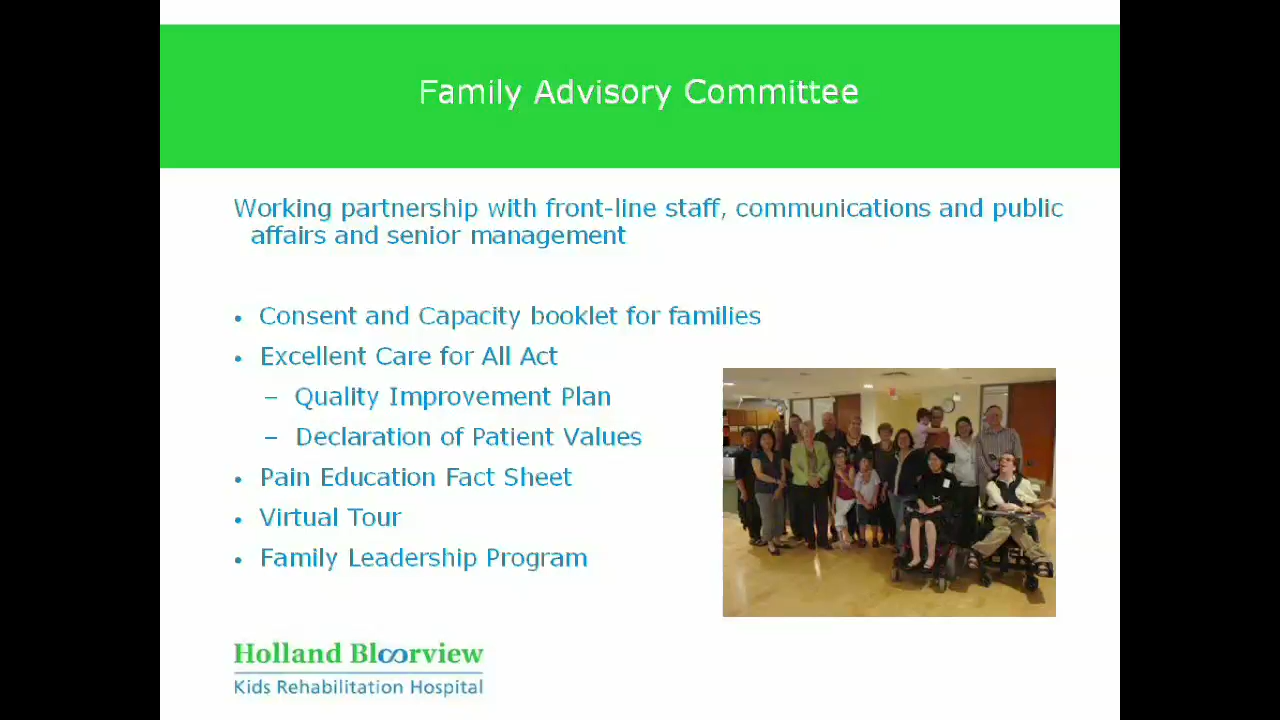 Family Advisory Committee
Working partnership with front-line staff, communications and public
affairs and senior management
• Consent and Capacity booklet for families
• Excellent Care for All Act
– Quality Improvement Plan
– Declaration of Patient Values
• Pain Education Fact Sheet
• Virtual Tour
• Family Leadership Program
Holland Bloorview
Kids Rehabilitation Hospital